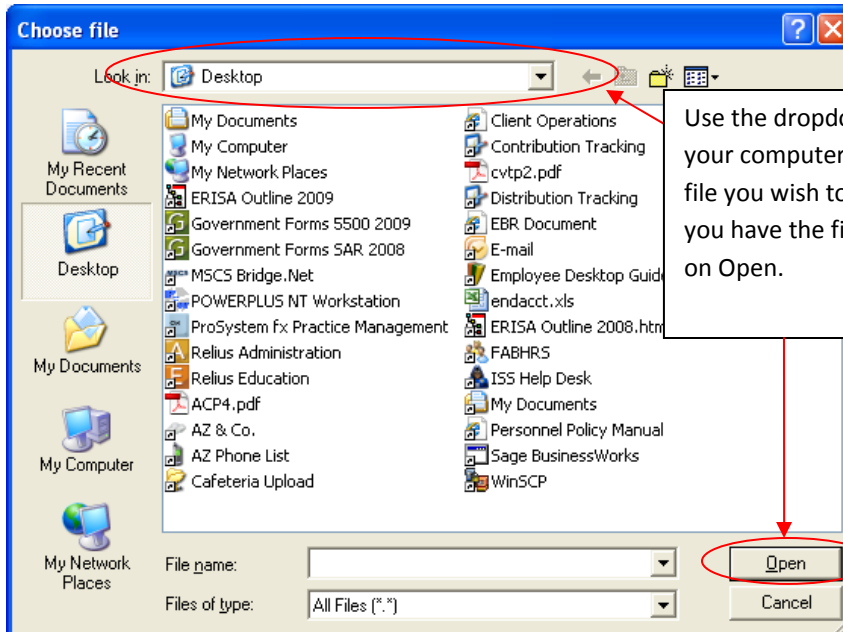 Choose file
Look in:
Desktop
My Recent
Documents
Desktop
My Documents
My Computer
My Network
Places
My Documents
My Computer
My Network Places
ERISA Outline 2009
Government Forms 5500 2009
Government Forms SAR 2008
MSCS Bridge.Net
POWERPLUS NT Workstation
ProSystem fx Practice Management
Relius Administration
Relius Education
ACP4.pdf
AZ & Co.
AZ Phone List
Cafeteria Upload
Client Operations
Contribution Tracking
cvtp2.pdf
Distribution Tracking
EBR Document
E-mail
Employee Desktop Guid
endacct.xls
ERISA Outline 2008.htm
FABHRS
ISS Help Desk
My Documents
Personnel Policy Manual
Sage BusinessWorks
WinSCP
Use the dropd
your computer
file you wish to
you have the fi
on Open.
File name:
Open
Files of type:
All Files (*.*)
Cancel